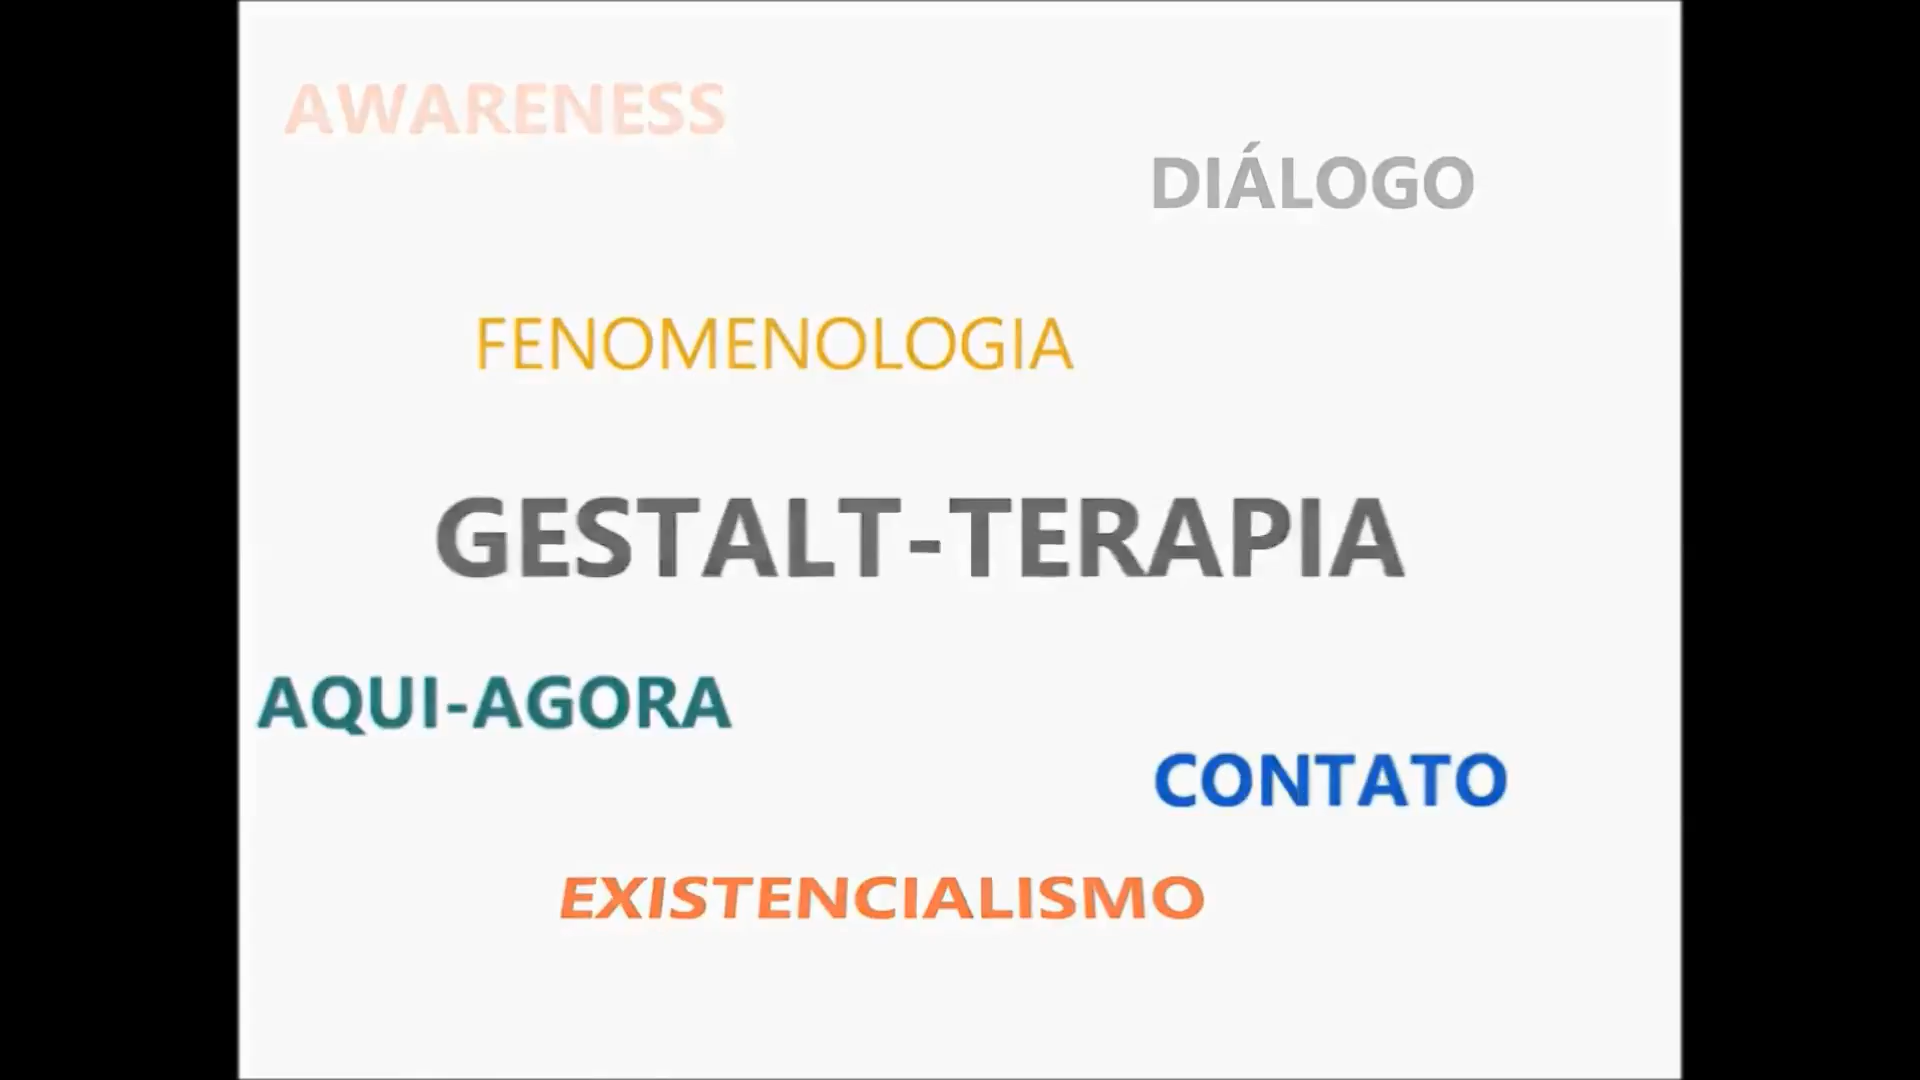 AWARENESS
DIÁLOGO
FENOMENOLOGIA
GESTALT-TERAPIA
AQUI-AGORA
CONTATO
EXISTENCIALISMO